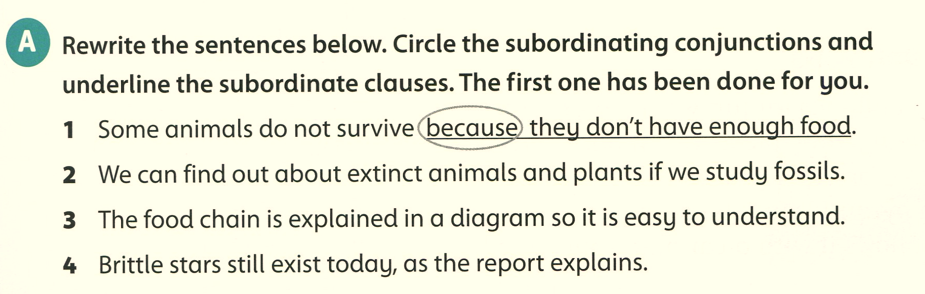 A Rewrite the sentences below. Circle the subordinating conjunctions and
underline the subordinate clauses. The first one has been done for you.
1 Some animals do not survive because they don't have enough food.
2 We can find out about extinct animals and plants if we study fossils.
3 The food chain is explained in a diagram so it is easy to understand.
4 Brittle stars still exist today, as the report explains.